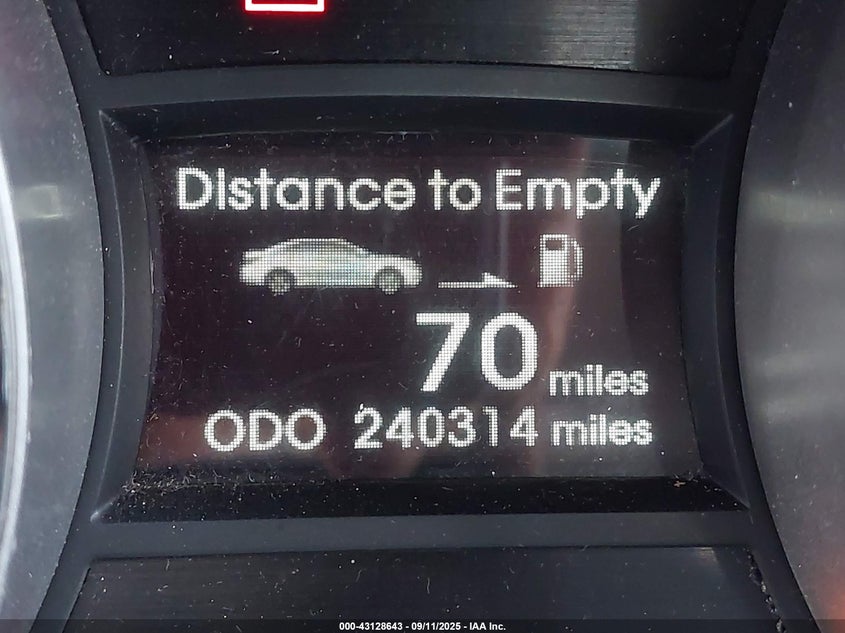 Distance to Empty
70 miles
ODO 240314 miles
000-43128643 - 09/11/2025 - IAA Inc.